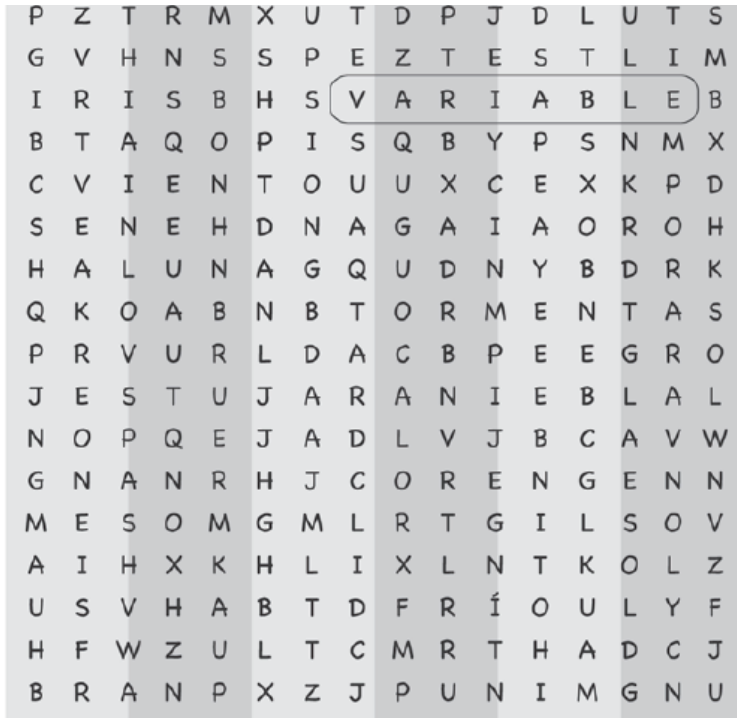 P Z T R M X U T D P J D L U T S
G V H N S S P E Z T E S T L I M
I R I S B H S V A R I A B L E B
B T A Q O P I S Q B Y P S N M X
C V I E N T O U U X C E X K P D
S E N E H D N A G A I A O R O H
H A L U N A G Q U D N Y B D R K
Q K O A B N B T O R M E N T A S
P R V U R L D A C B P E E G R O
J E S T U J A R A N I E B L A L
N O P Q E J A D L V J B C A V W
G N A N R H J C O R E N G E N N
M E S O M G M L R T G I L S O V
A I H X K H L I X L N T K O L Z
U S V H A B T D F R Í O U L Y F
H F W Z U L T C M R T H A D C J
B R A N P X Z J P U N I M G N U